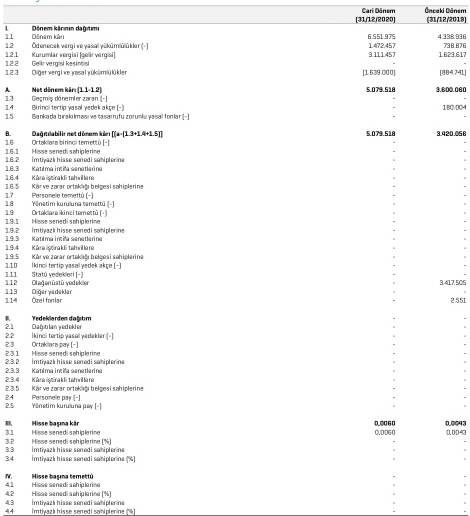 Cari Dönem Önceki Dönem
(31/12/2020) (31/12/2019)
I. Dönem kârının dağıtımı
1.1 Dönem kârı 6.551.975 4.338.936
1.2 Ödenecek vergi ve yasal yükümlülükler (-) 1.472.457 738.876
1.2.1 Kurumlar vergisi (gelir vergisi) 3.111.457 1.623.617
1.2.2 Gelir vergisi kesintisi - -
1.2.3 Diğer vergi ve yasal yükümlülükler (1.639.000) (884.741)
A. Net dönem kârı (1.1-1.2) 5.079.518 3.600.060
1.3 Geçmiş dönemler zararı (-) - -
1.4 Birinci tertip yasal yedek akçe (-) - 180.004
1.5 Bankada bırakılması ve tasarrufu zorunlu yasal fonlar (-) - -
B. Dağıtılabilir net dönem kârı [(a-(1.3+1.4+1.5)] 5.079.518 3.420.056
1.6 Ortaklara birinci temettü (-) - -
1.6.1 Hisse senedi sahiplerine - -
1.6.2 İmtiyazlı hisse senedi sahiplerine - -
1.6.3 Katılma intifa senetlerine - -
1.6.4 Kâra iştirakli tahvillere - -
1.6.5 Kâr ve zarar ortaklığı belgesi sahiplerine - -
1.7 Personele temettü (-) - -
1.8 Yönetim kuruluna temettü (-) - -
1.9 Ortaklara ikinci temettü (-) - -
1.9.1 Hisse senedi sahiplerine - -
1.9.2 İmtiyazlı hisse senedi sahiplerine - -
1.9.3 Katılma intifa senetlerine - -
1.9.4 Kâra iştirakli tahvillere - -
1.9.5 Kâr ve zarar ortaklığı belgesi sahiplerine - -
1.10 İkinci tertip yasal yedek akçe (-) - -
1.11 Statü yedekleri (-) - -
1.12 Olağanüstü yedekler - 3.417.505
1.13 Diğer yedekler - -
1.14 Özel fonlar - 2.551
II. Yedeklerden dağıtım
2.1 Dağıtılan yedekler - -
2.2 İkinci tertip yasal yedekler (-) - -
2.3 Ortaklara pay (-) - -
2.3.1 Hisse senedi sahiplerine - -
2.3.2 İmtiyazlı hisse senedi sahiplerine - -
2.3.3 Katılma intifa senetlerine - -
2.3.4 Kâra iştirakli tahvillere - -
2.3.5 Kâr ve zarar ortaklığı belgesi sahiplerine - -
2.4 Personele pay (-) - -
2.5 Yönetim kuruluna pay (-) - -
III. Hisse başına kâr 0,0060 0,0043
3.1 Hisse senedi sahiplerine 0,0060 0,0043
3.2 Hisse senedi sahiplerine (%) - -
3.3 İmtiyazlı hisse senedi sahiplerine - -
3.4 İmtiyazlı hisse senedi sahiplerine (%) - -
IV. Hisse başına temettü - -
4.1 Hisse senedi sahiplerine - -
4.2 Hisse senedi sahiplerine (%) - -
4.3 İmtiyazlı hisse senedi sahiplerine - -
4.4 İmtiyazlı hisse senedi sahiplerine (%) - -